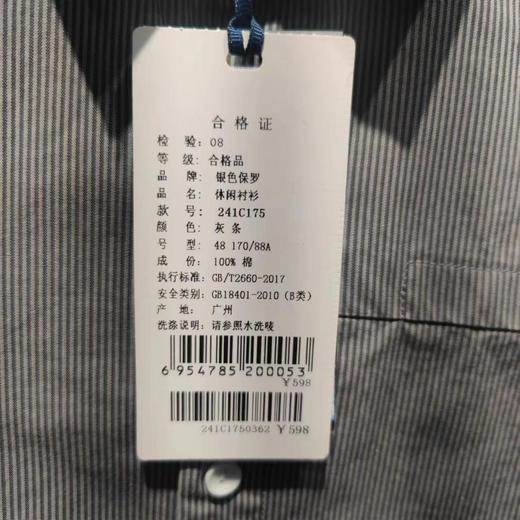 合格证
检 验: 08
等 级: 合格品
品 牌: 银色保罗
品 名: 休闲衬衫
款 号: 241C175
颜 色: 灰 条
号 型: 48 170/88A
成 份: 100% 棉
执行标准: GB/T2660-2017
安全类别: GB18401-2010 (B类)
产 地: 广州
洗涤说明: 请参照水洗唛
6 954785 200053
¥598
241C1750362 ¥598